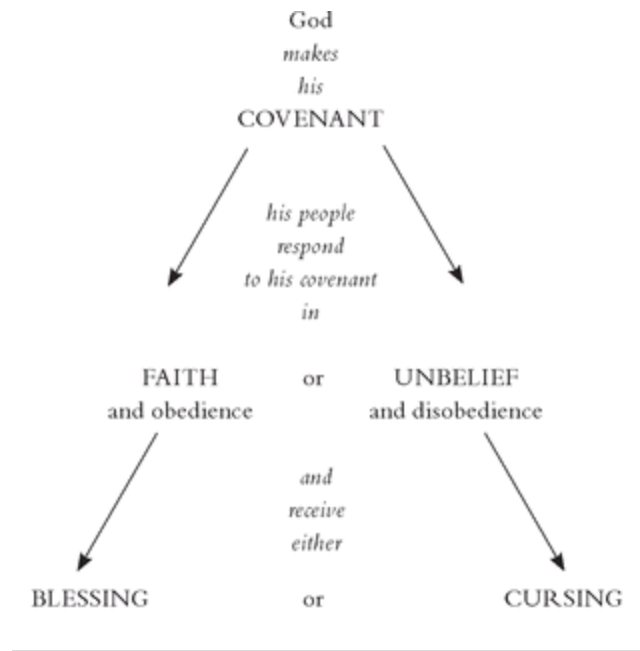 God
makes
his
COVENANT
his people
respond
to his covenant
in
FAITH or UNBELIEF
and obedience and disobedience
and
receive
either
BLESSING or CURSING